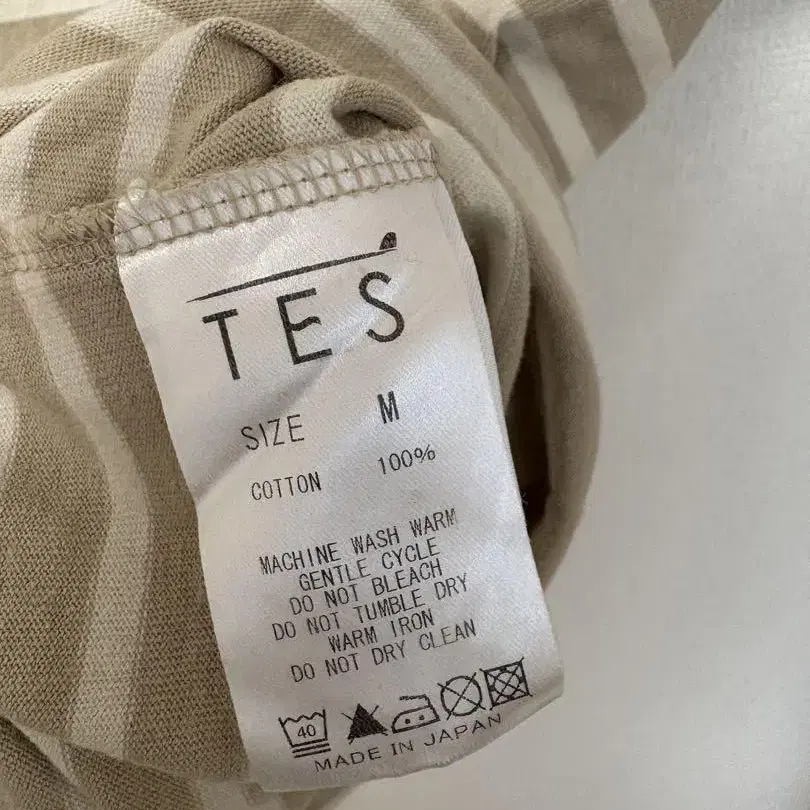 TES
SIZE M
COTTON 100%
MACHINE WASH WARM
GENTLE CYCLE
DO NOT BLEACH
DO NOT TUMBLE DRY
WARM IRON
DO NOT DRY CLEAN
40
MADE IN JAPAN